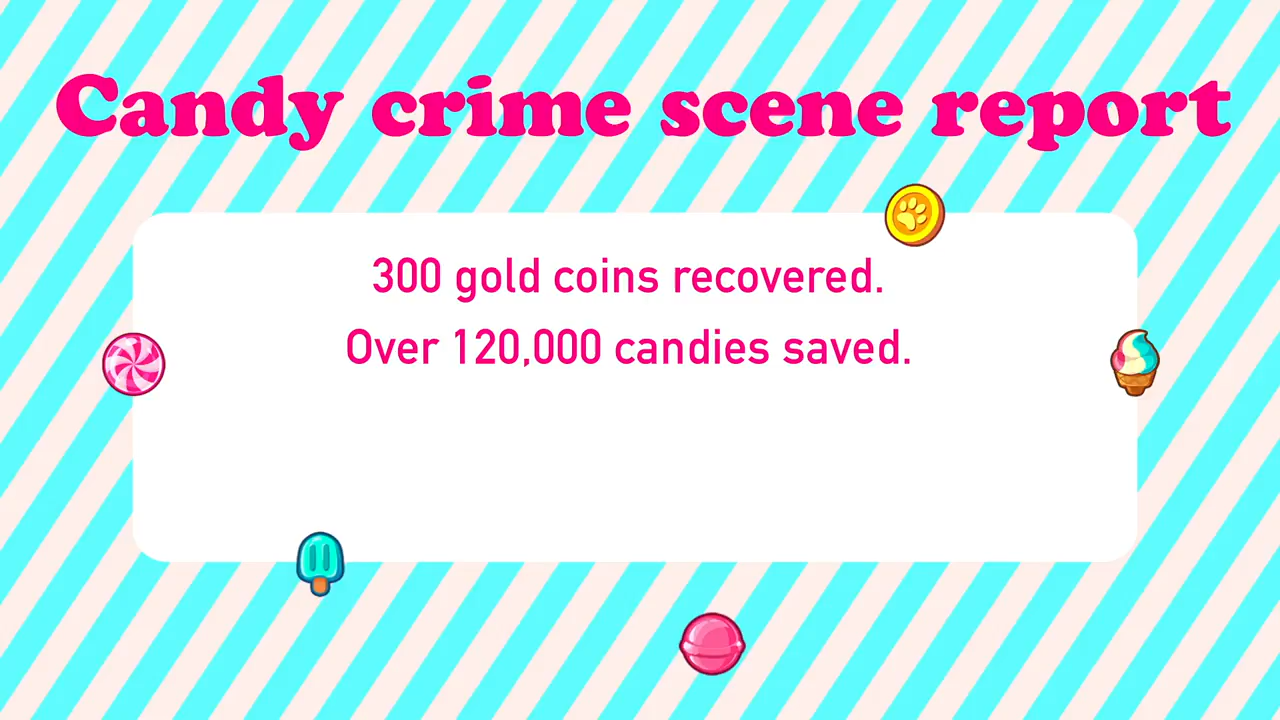 Candy crime scene report
300 gold coins recovered.
Over 120,000 candies saved.